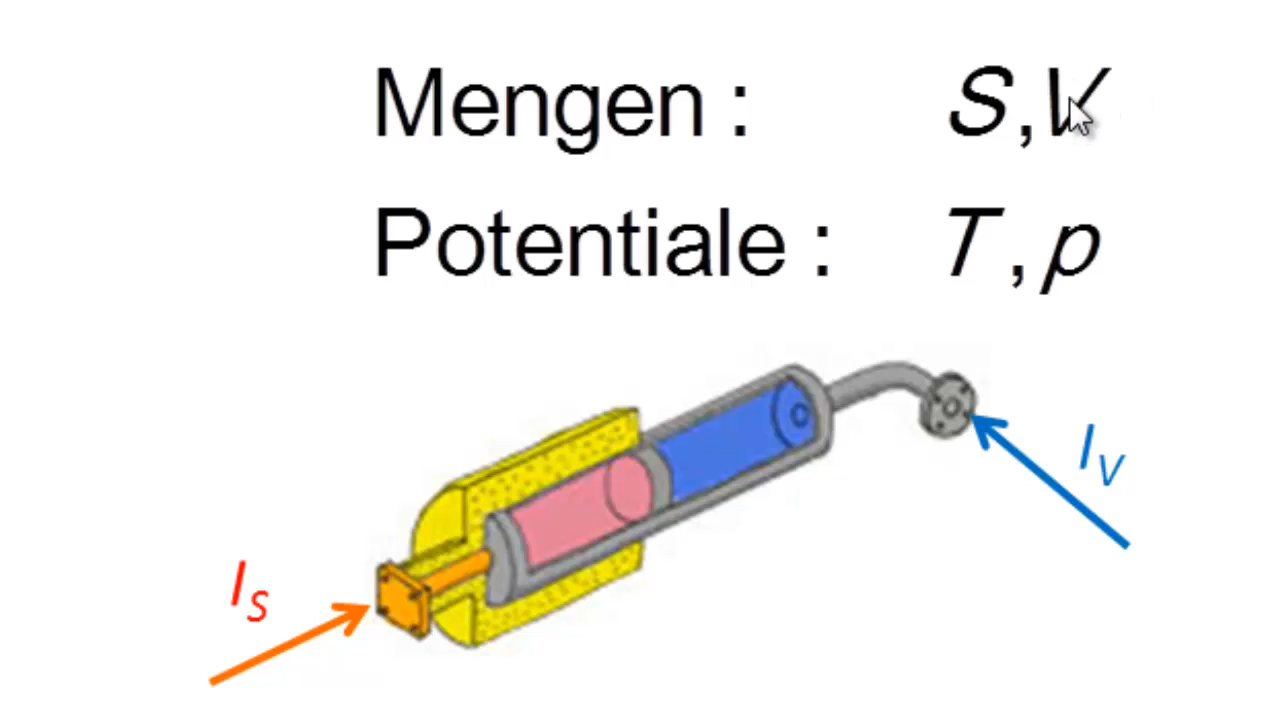 Mengen : S,V
Potentiale : T,p
I_V
I_S